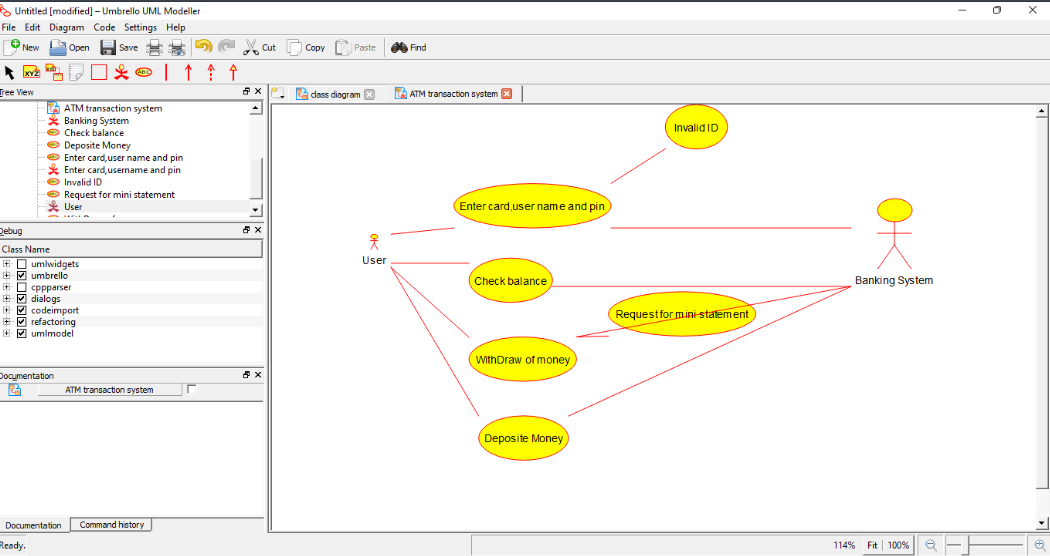 Untitled [modified] – Umbrello UML Modeller
File Edit Diagram Code Settings Help
New Open Save Cut Copy Paste Find
XYZ ABC
Tree View
ATM transaction system
Banking System
Check balance
Deposite Money
Enter card,user name and pin
Enter card,username and pin
Invalid ID
Request for mini statement
User
Debug
Class Name
umlwidgets
umbrello
cppparser
dialogs
codeimport
refactoring
umlmodel
Documentation
ATM transaction system
Documentation Command history
Ready.
class diagram ATM transaction system
Invalid ID
Enter card,user name and pin
User
Check balance
Banking System
Request for mini statement
WithDraw of money
Deposite Money
114% Fit 100%